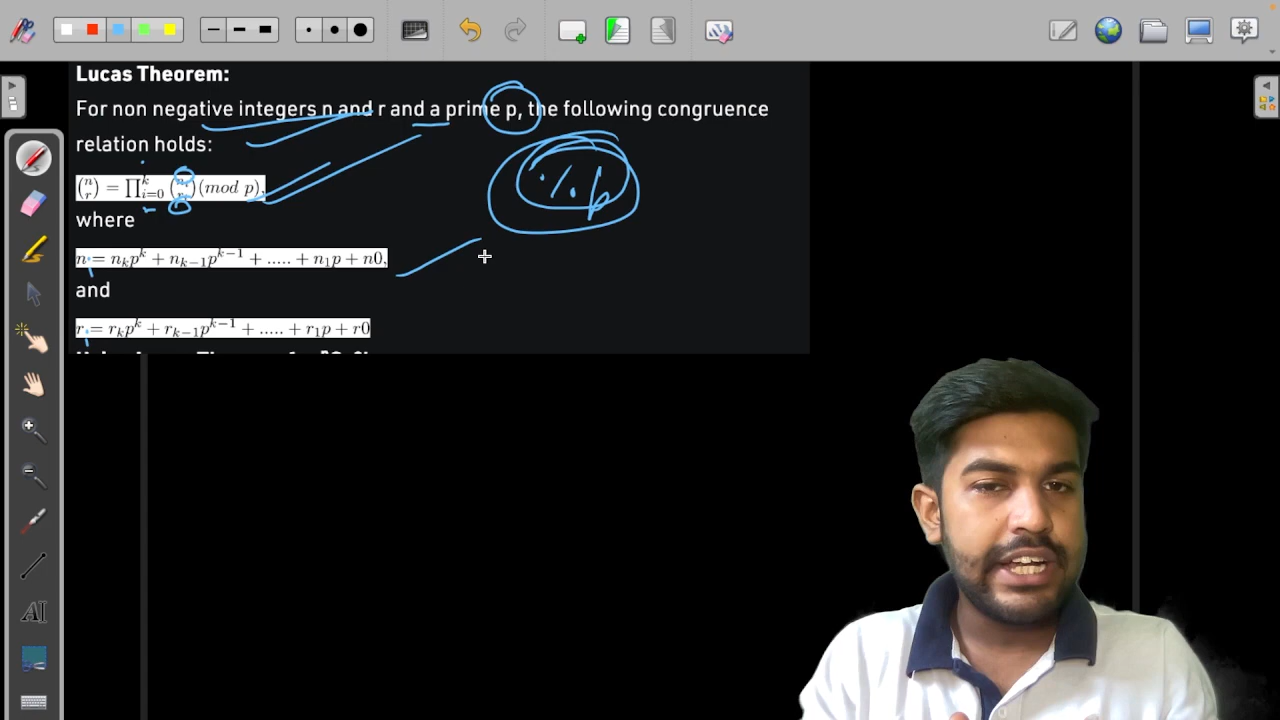 Lucas Theorem:
For non negative integers n and r and a prime p, the following congruence
relation holds:
(n r) = ∏_{i=0}^{k} (n_i r_i)(mod p),
% p
where
n = n_k p^k + n_{k-1} p^{k-1} + ..... + n_1 p + n0,
and
r = r_k p^k + r_{k-1} p^{k-1} + ..... + r_1 p + r0